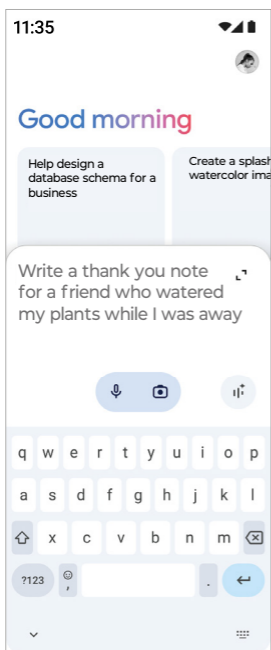 11:35
Good morning
Help design a
database schema for a
business
Create a splash
watercolor ima
Write a thank you note
for a friend who watered
my plants while I was away
q w e r t y u i o p
a s d f g h j k l
x c v b n m
?123 , .